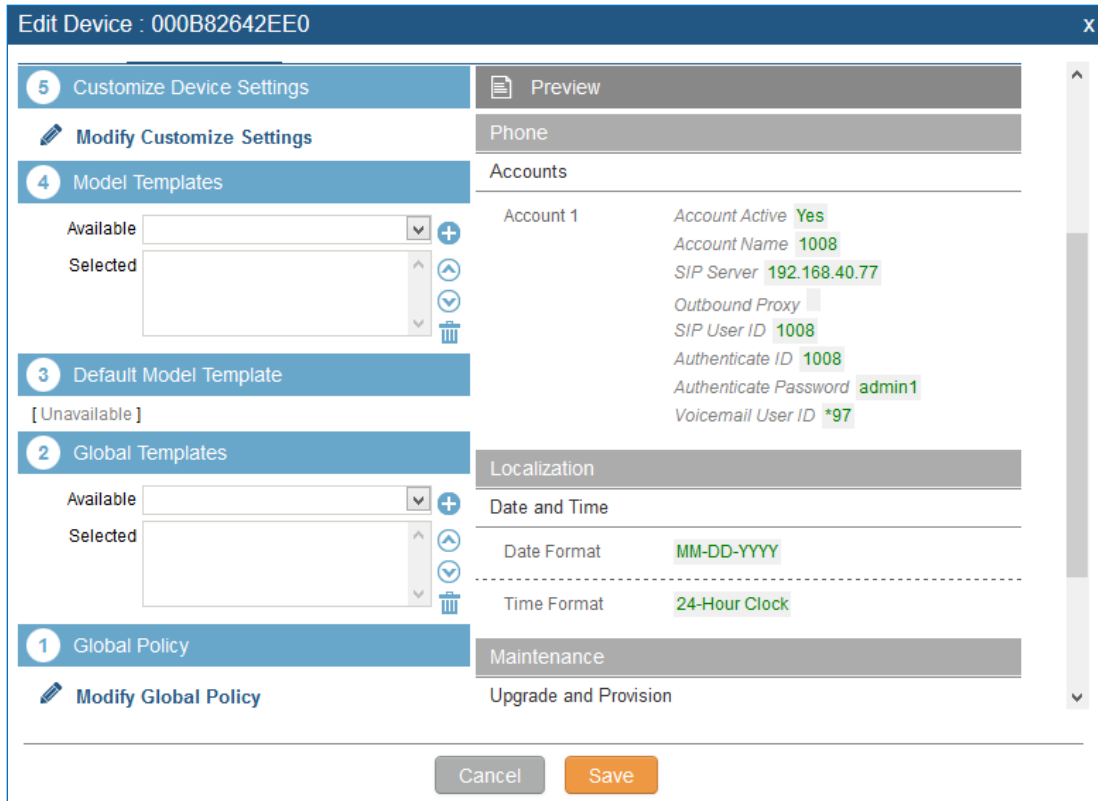 Edit Device : 000B82642EE0 X
5 Customize Device Settings
Modify Customize Settings
4 Model Templates
Available
Selected
3 Default Model Template
[ Unavailable ]
2 Global Templates
Available
Selected
1 Global Policy
Modify Global Policy
Preview
Phone
Accounts
Account 1 Account Active Yes
Account Name 1008
SIP Server 192.168.40.77
Outbound Proxy
SIP User ID 1008
Authenticate ID 1008
Authenticate Password admin1
Voicemail User ID *97
Localization
Date and Time
Date Format MM-DD-YYYY
Time Format 24-Hour Clock
Maintenance
Upgrade and Provision
Cancel Save